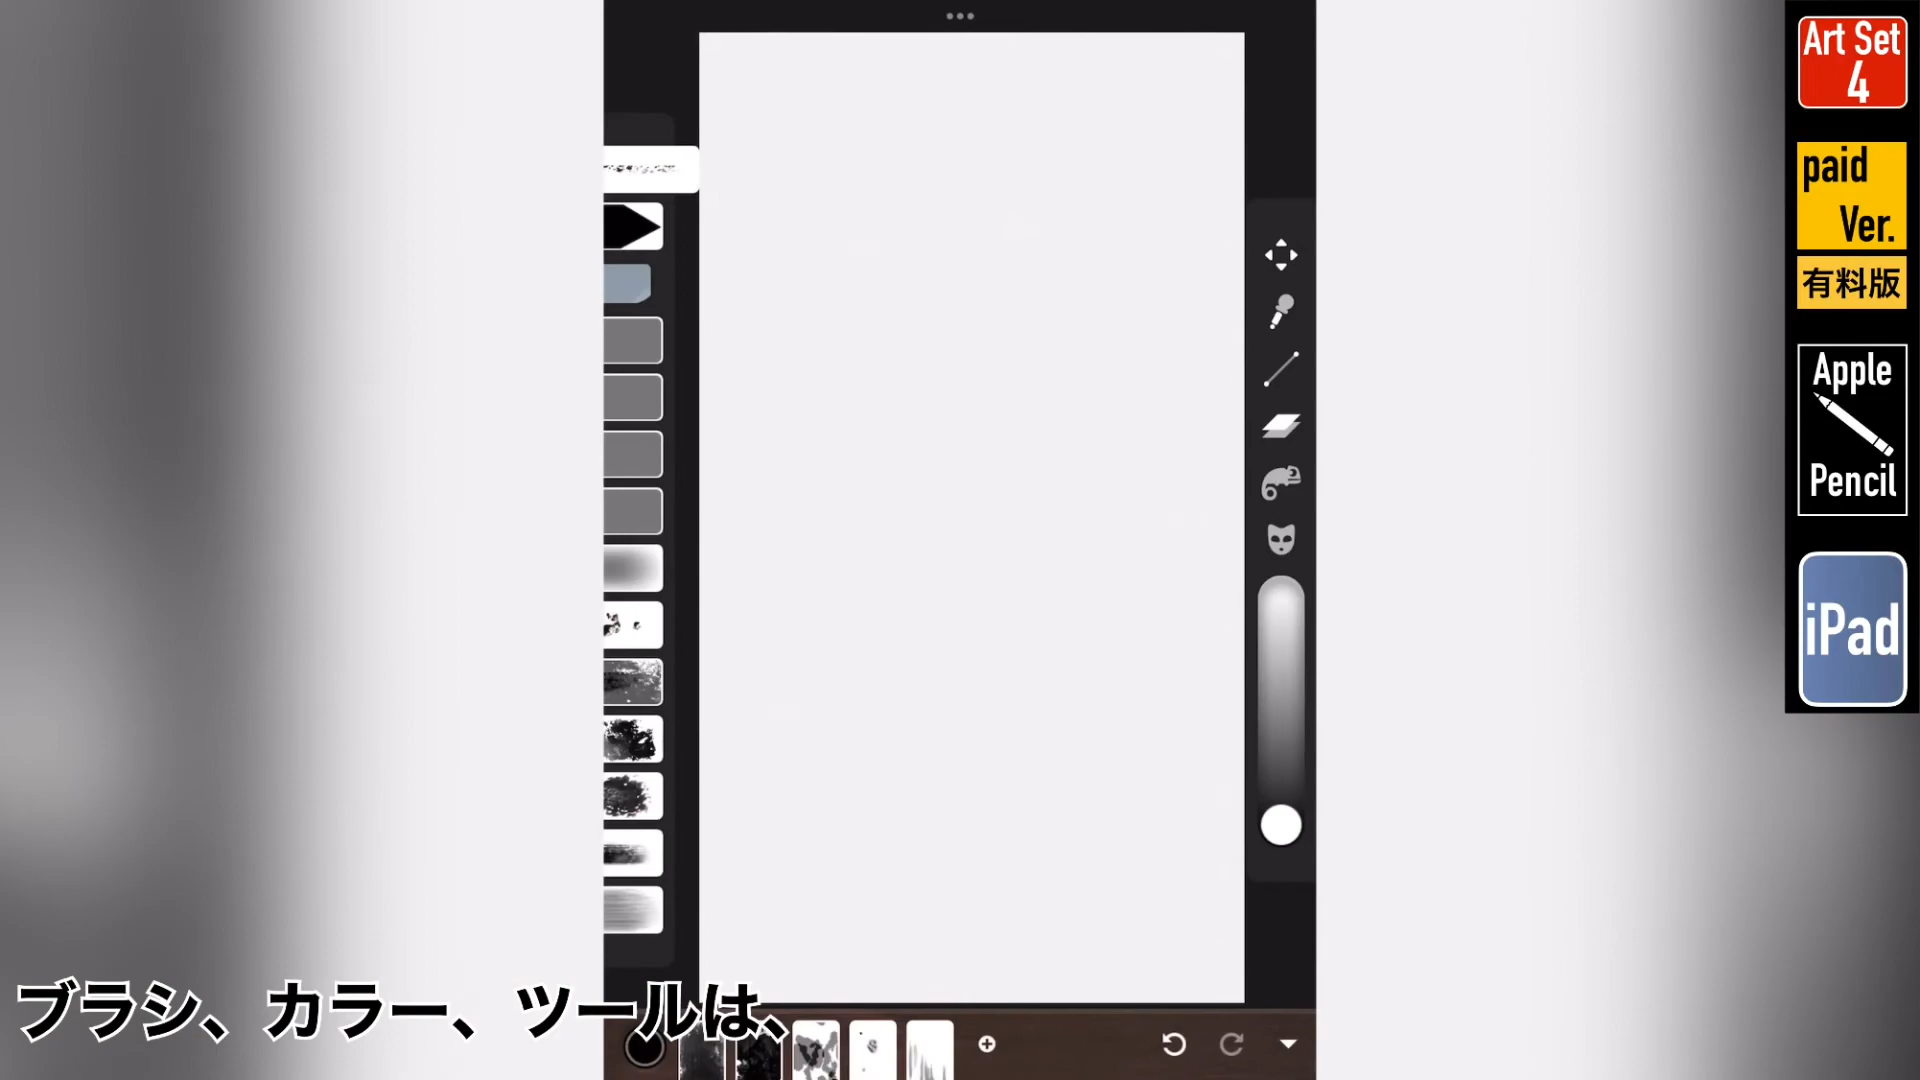 Art Set
4
paid
Ver.
有料版
Apple
Pencil
iPad
ブラシ、カラー、ツールは、